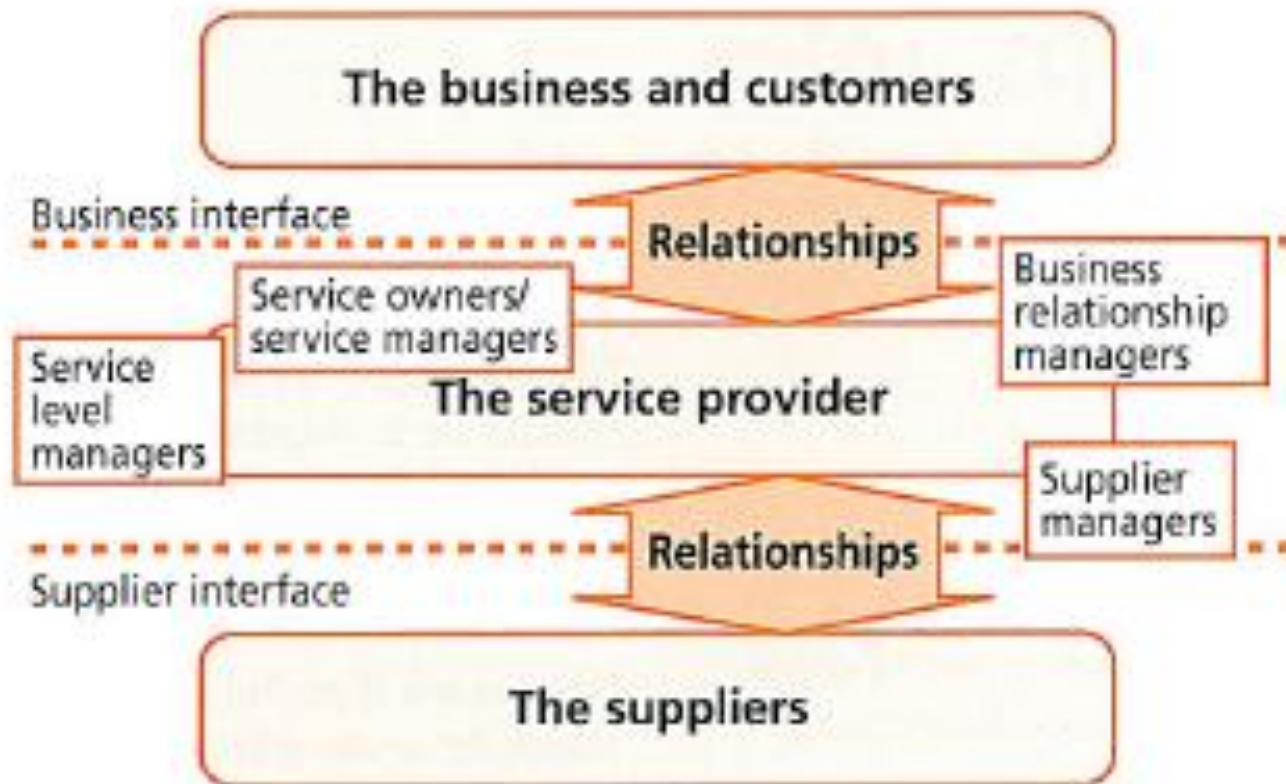 The business and customers
Business interface
Relationships
Service owners/
service managers
Business
relationship
managers
Service
level
managers
The service provider
Supplier
managers
Relationships
Supplier interface
The suppliers